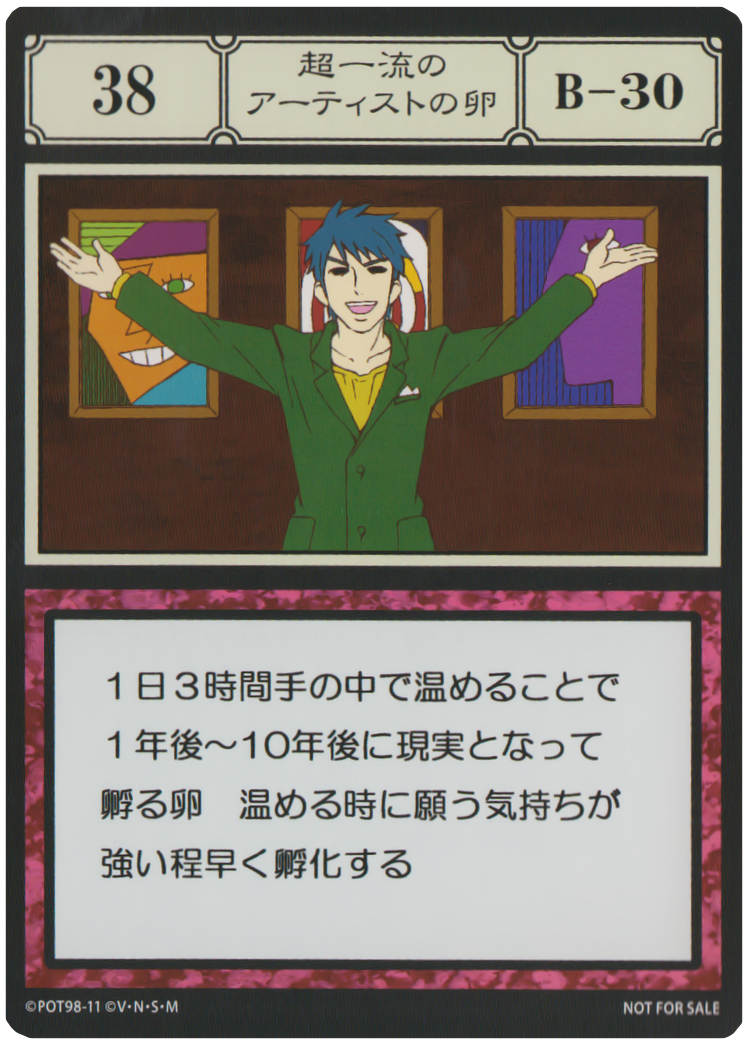 38
超一流の
アーティストの卵
B-30
１日３時間手の中で温めることで
１年後～10年後に現実となって
孵る卵　温める時に願う気持ちが
強い程早く孵化する
©POT98-11 ©V・N・S・M
NOT FOR SALE